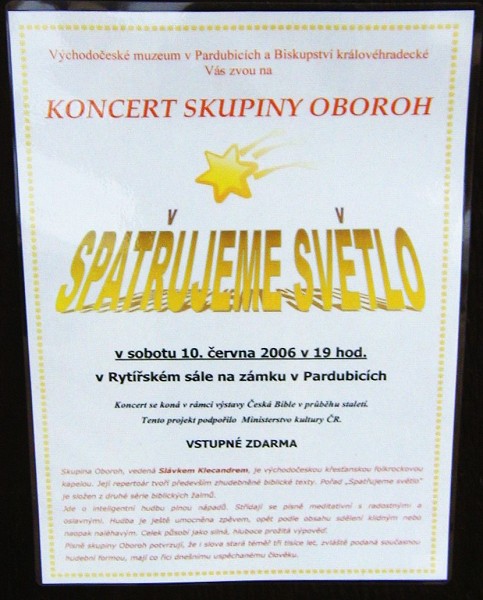 Východočeské muzeum v Pardubicích a Biskupství královéhradecké
Vás zvou na
KONCERT SKUPINY OBOROH
SPATŘUJEME SVĚTLO
v sobotu 10. června 2006 v 19 hod.
v Rytířském sále na zámku v Pardubicích
Koncert se koná v rámci výstavy Česká Bible v průběhu staletí.
Tento projekt podpořilo Ministerstvo kultury ČR.
VSTUPNÉ ZDARMA
Skupina Oboroh, vedená Slávkem Klecandrem, je východočeskou křesťanskou folkrockovou
kapelou. Její repertoár tvoří především zhudebněné biblické texty. Pořad „Spatřujeme světlo"
je složen z druhé série biblických žalmů.
Jde o inteligentní hudbu plnou nápadů. Střídají se písně meditativní s radostnými a
oslavnými. Hudba je ještě umocněna zpěvem, opět podle obsahu sdělení klidným nebo
naopak naléhavým. Celek působí jako silná, hluboce prožitá výpověď.
Písně skupiny Oboroh potvrzují, že i slova stará téměř tři tisíce let, zvláště podaná současnou
hudební formou, mají co říci dnešnímu uspěchanému člověku.